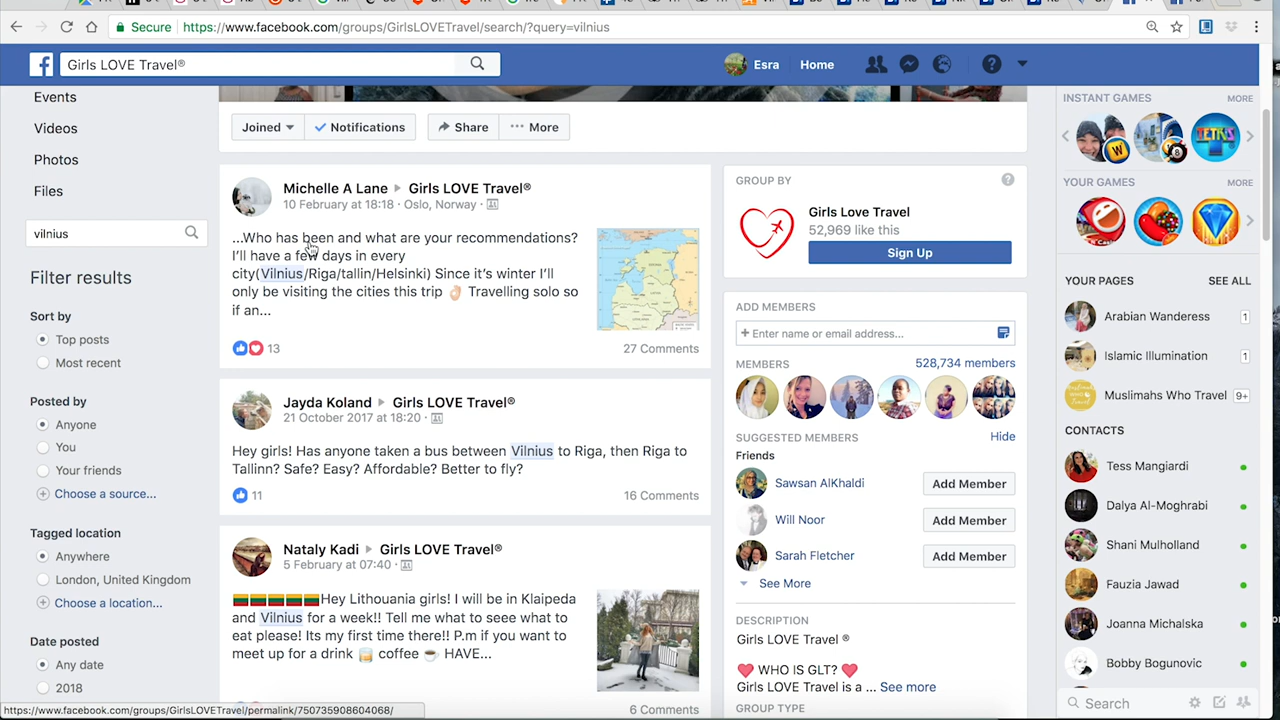 Secure
https://www.facebook.com/groups/GirlsLOVETravel/search/?query=vilnius
Girls LOVE Travel®
Esra
Home
Events
Videos
Photos
Files
vilnius
Filter results
Sort by
Top posts
Most recent
Posted by
Anyone
You
Your friends
Choose a source...
Tagged location
Anywhere
London, United Kingdom
Choose a location...
Date posted
Any date
2018
Joined
Notifications
Share
More
Michelle A Lane ▸ Girls LOVE Travel®
10 February at 18:18 · Oslo, Norway ·
...Who has been and what are your recommendations?
I'll have a few days in every
city(Vilnius/Riga/tallin/Helsinki) Since it's winter I'll
only be visiting the cities this trip 👌🏻 Travelling solo so
if an...
13
27 Comments
Jayda Koland ▸ Girls LOVE Travel®
21 October 2017 at 18:20 ·
Hey girls! Has anyone taken a bus between Vilnius to Riga, then Riga to
Tallinn? Safe? Easy? Affordable? Better to fly?
11
16 Comments
Nataly Kadi ▸ Girls LOVE Travel®
5 February at 07:40 ·
🇱🇹🇱🇹🇱🇹🇱🇹🇱🇹Hey Lithouania girls! I will be in Klaipeda
and Vilnius for a week!! Tell me what to seee what to
eat please! Its my first time there!! P.m if you want to
meet up for a drink 🥃 coffee ☕ HAVE...
6 Comments
GROUP BY
Girls Love Travel
52,969 like this
Sign Up
ADD MEMBERS
+ Enter name or email address...
MEMBERS
528,734 members
SUGGESTED MEMBERS
Hide
Friends
Sawsan AlKhaldi
Add Member
Will Noor
Add Member
Sarah Fletcher
Add Member
See More
DESCRIPTION
Girls LOVE Travel ®
❤️ WHO IS GLT? ❤️
Girls LOVE Travel is a ... See more
GROUP TYPE
INSTANT GAMES
MORE
W
8
TETRIS
YOUR GAMES
MORE
YOUR PAGES
SEE ALL
Arabian Wanderess
1
Islamic Illumination
1
Muslimahs Who Travel
9+
CONTACTS
Tess Mangiardi
Dalya Al-Moghrabi
Shani Mulholland
Fauzia Jawad
Joanna Michalska
Bobby Bogunovic
Search
https://www.facebook.com/groups/GirlsLOVETravel/permalink/750735908604068/